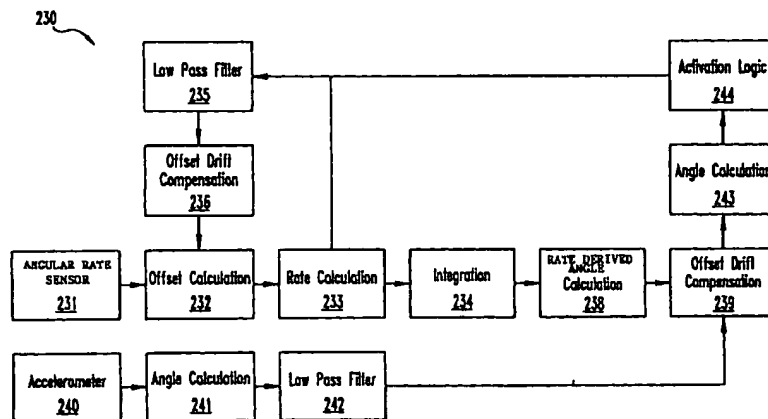 230
Low Pass Filter
235
Activation Logic
244
Offset Drift
Compensation
236
Angle Calculation
243
ANGULAR RATE
SENSOR
231
Offset Calculation
232
Rate Calculation
233
Integration
234
RATE DERIVED
ANGLE
Calculation
238
Offset Drift
Compensation
239
Accelerometer
240
Angle Calculation
241
Low Pass Filter
242